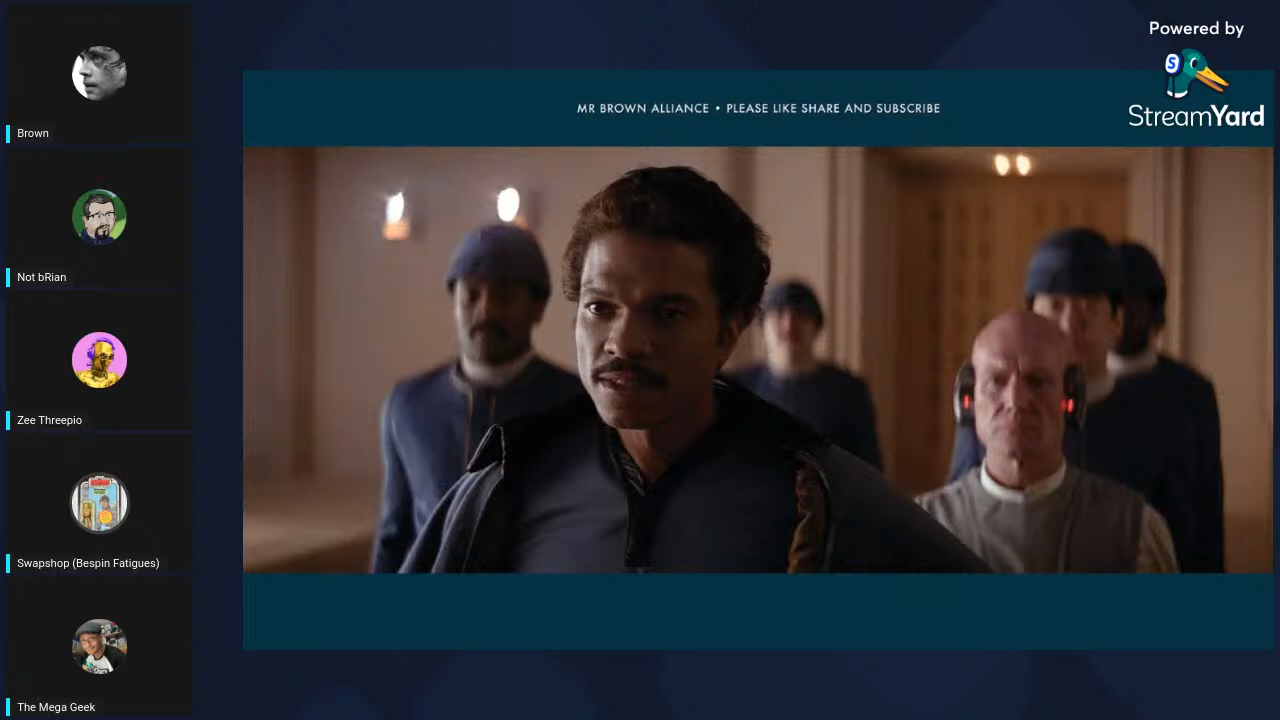 Powered by
StreamYard
MR BROWN ALLIANCE • PLEASE LIKE SHARE AND SUBSCRIBE
Brown
Not bRian
Zee Threepio
Swapshop (Bespin Fatigues)
The Mega Geek